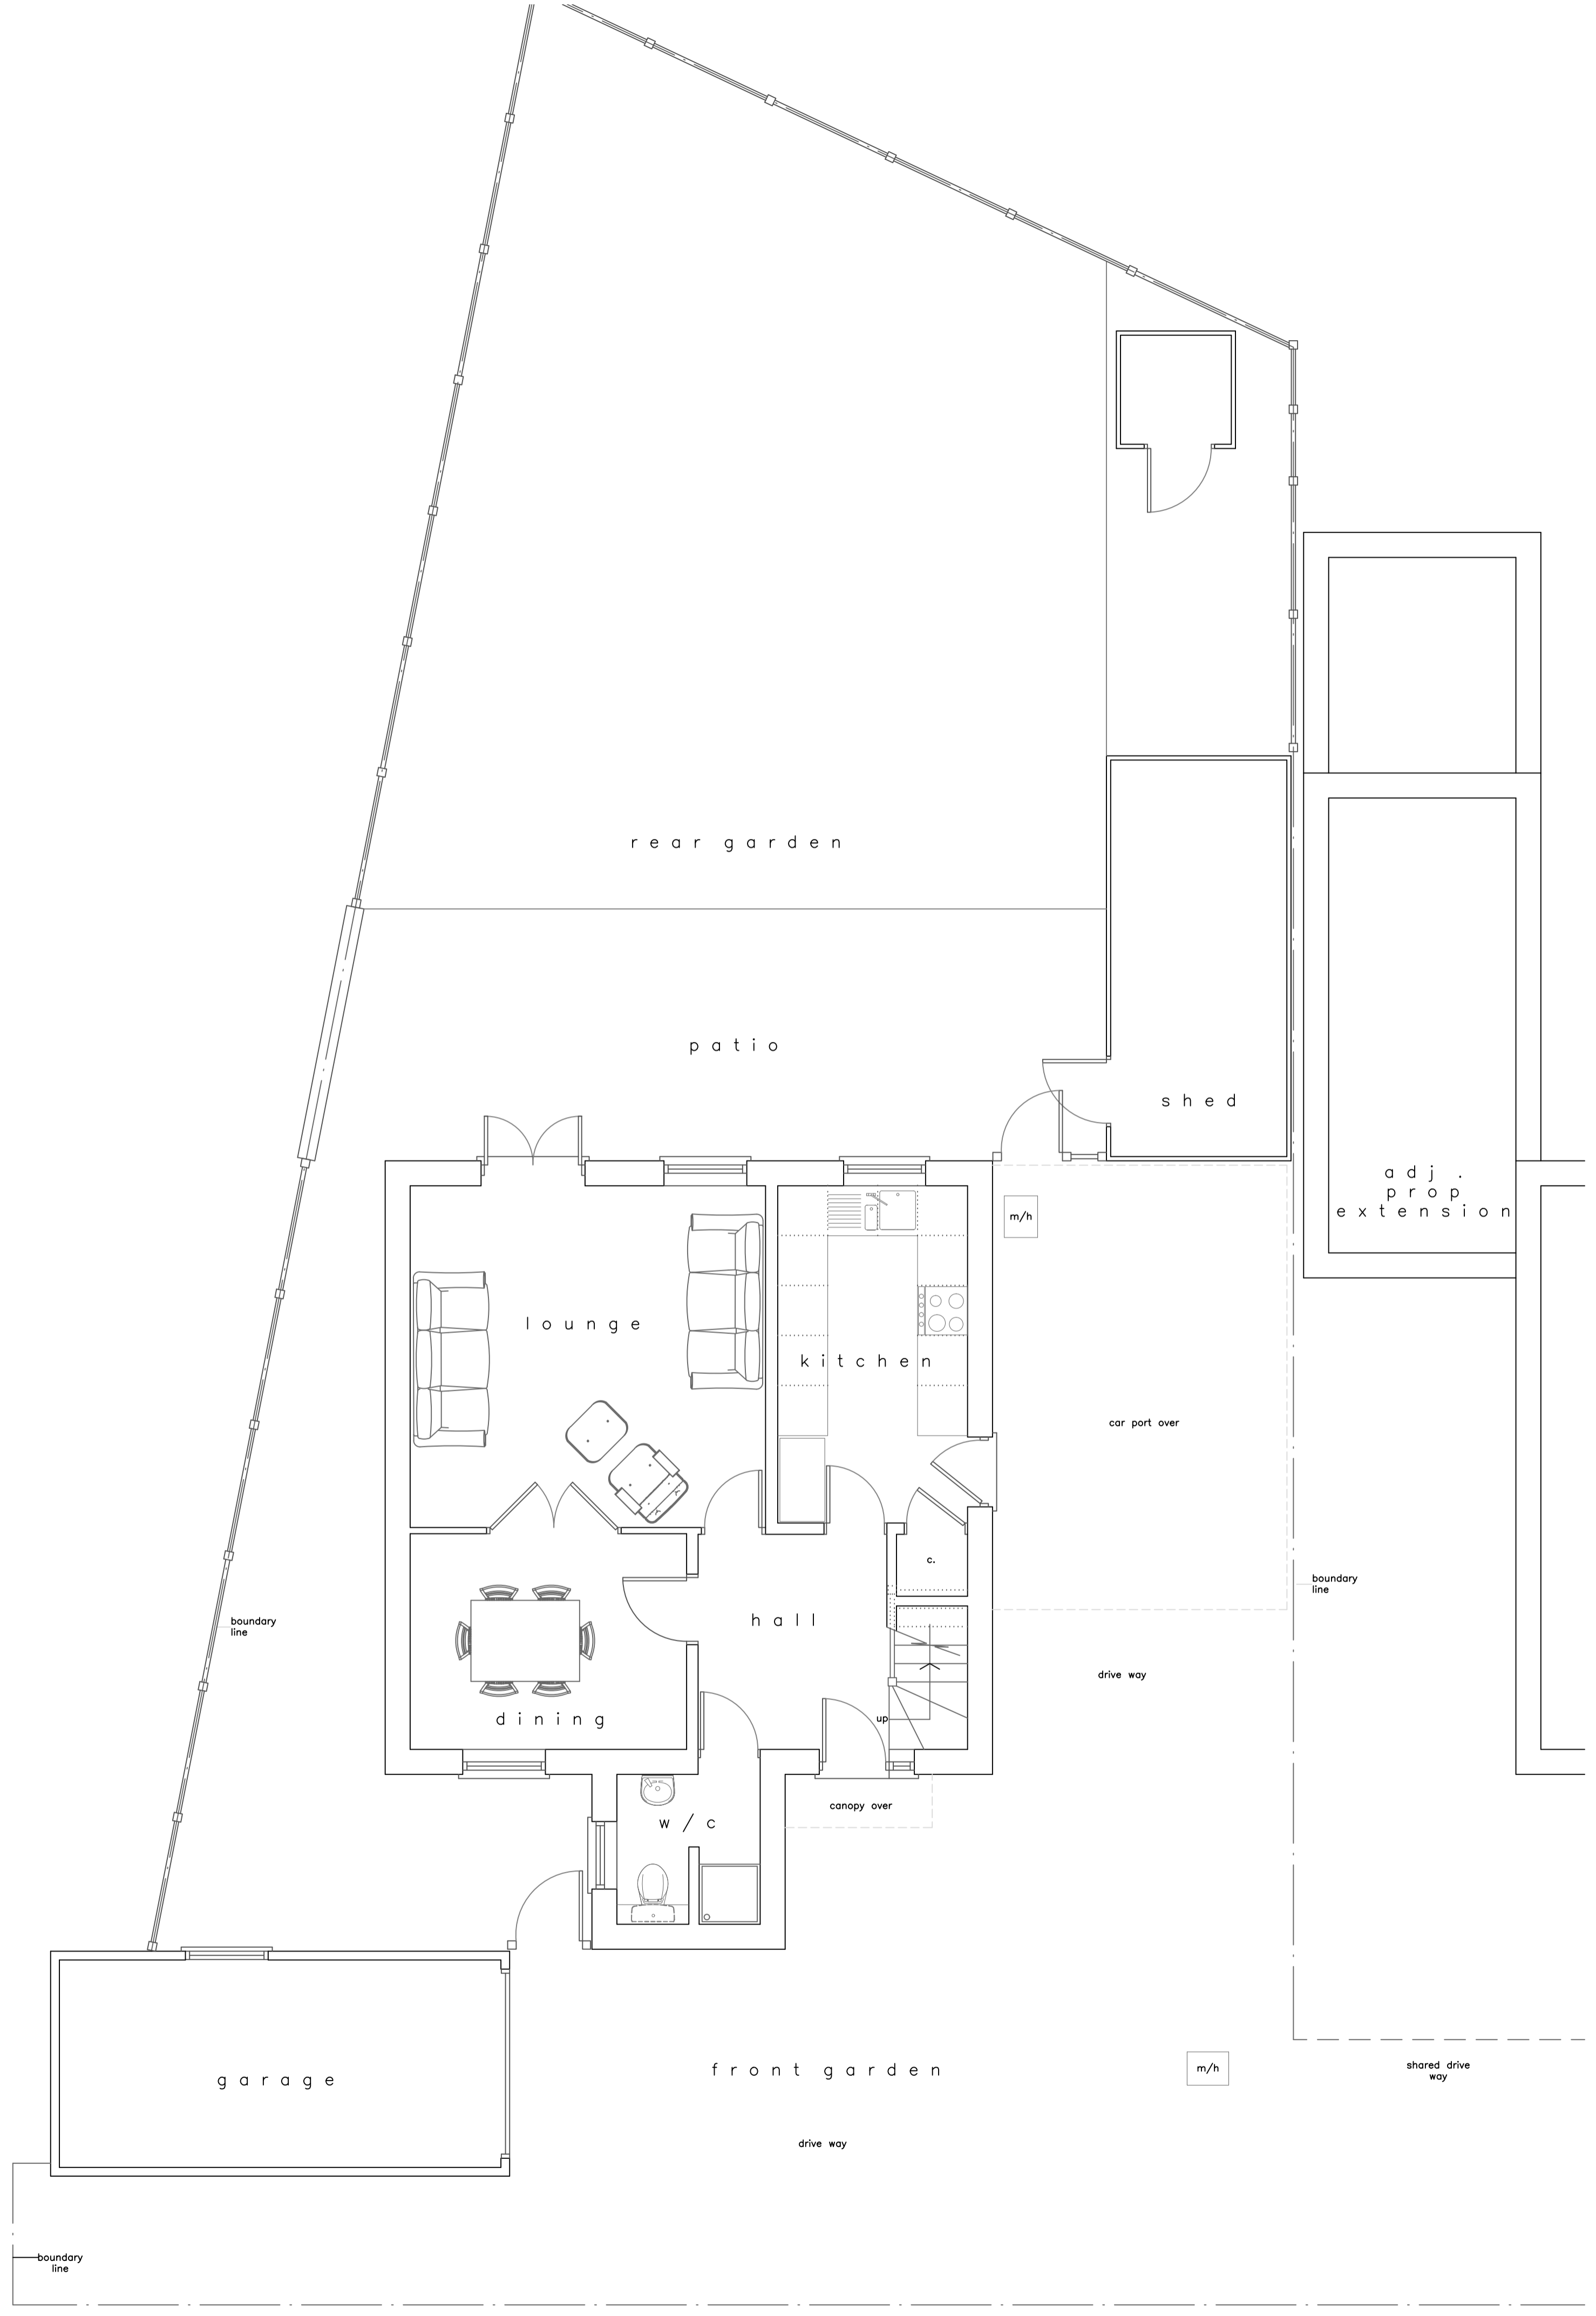 rear garden
patio
shed
adj.
prop
extension
m/h
lounge
kitchen
car port over
c.
boundary
line
hall
boundary
line
drive way
dining
up
canopy over
w/c
front garden
m/h
shared drive
way
garage
drive way
boundary
line